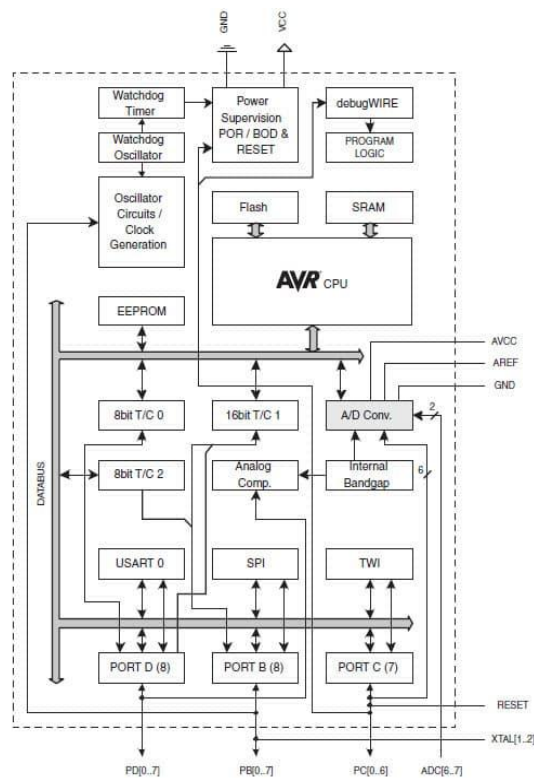 GND
VCC
Watchdog
Timer
Power
Supervision
POR / BOD &
RESET
debugWIRE
Watchdog
Oscillator
PROGRAM
LOGIC
Oscillator
Circuits /
Clock
Generation
Flash
SRAM
AVR CPU
EEPROM
AVCC
AREF
GND
8bit T/C 0
16bit T/C 1
A/D Conv.
2
DATABUS
8bit T/C 2
Analog
Comp.
Internal
Bandgap
6
USART 0
SPI
TWI
PORT D (8)
PORT B (8)
PORT C (7)
RESET
XTAL[1..2]
PD[0..7]
PB[0..7]
PC[0..6]
ADC[6..7]